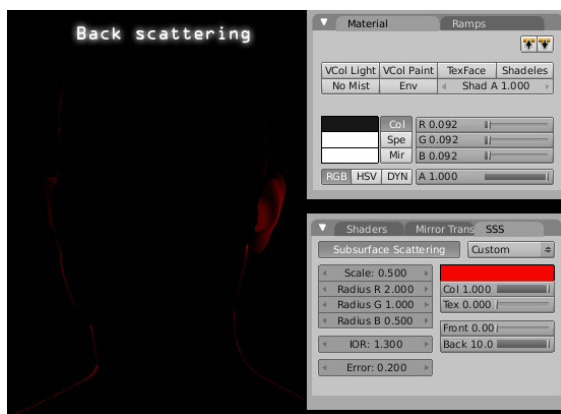 Back scattering
Material Ramps
VCol Light VCol Paint TexFace Shadeles
No Mist Env Shad A 1.000
Col R 0.092
Spe G 0.092
Mir B 0.092
RGB HSV DYN A 1.000
Shaders Mirror Trans SSS
Subsurface Scattering Custom
Scale: 0.500
Radius R 2.000 Col 1.000
Radius G 1.000 Tex 0.000
Radius B 0.500 Front 0.00
IOR: 1.300 Back 10.0
Error: 0.200